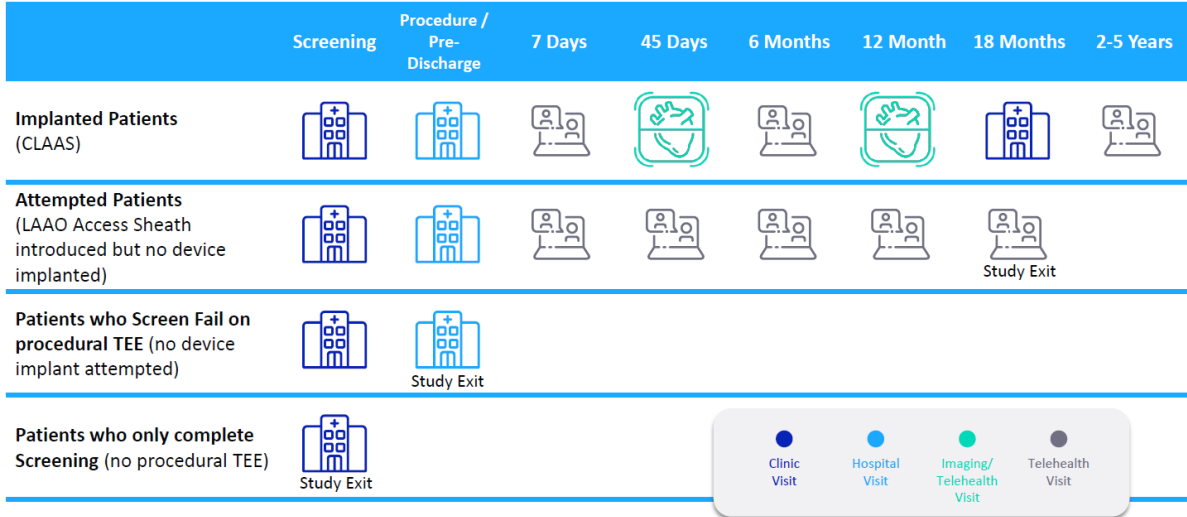 Screening
Procedure /
Pre-
Discharge
7 Days
45 Days
6 Months
12 Month
18 Months
2-5 Years
Implanted Patients
(CLAAS)
Attempted Patients
(LAAO Access Sheath
introduced but no device
implanted)
Study Exit
Patients who Screen Fail on
procedural TEE (no device
implant attempted)
Study Exit
Patients who only complete
Screening (no procedural TEE)
Study Exit
Clinic
Visit
Hospital
Visit
Imaging/
Telehealth
Visit
Telehealth
Visit